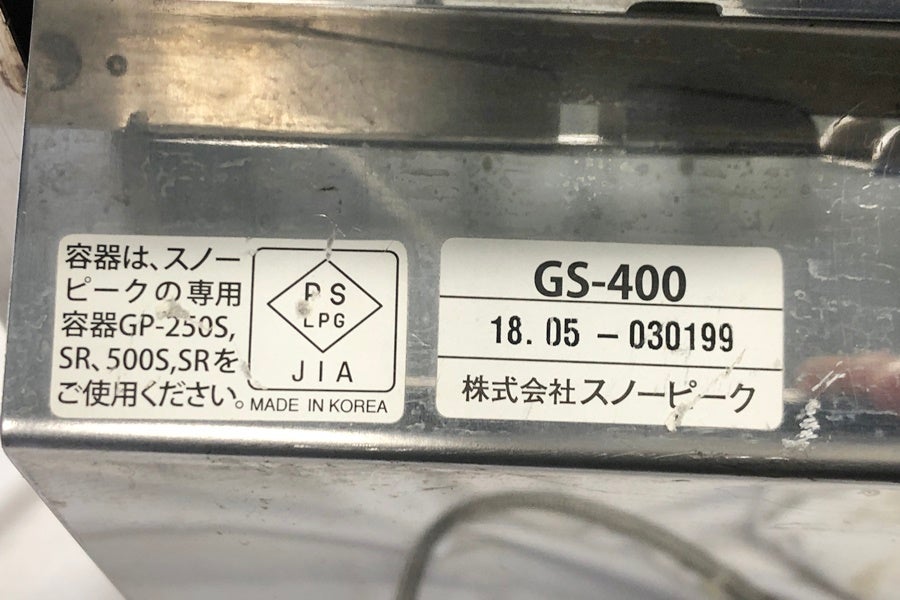 容器は、スノー
ピークの専用
容器GP-250S,
SR、500S,SRを
ご使用ください。
PS
LPG
JIA
MADE IN KOREA
GS-400
18. 05 - 030199
株式会社スノーピーク